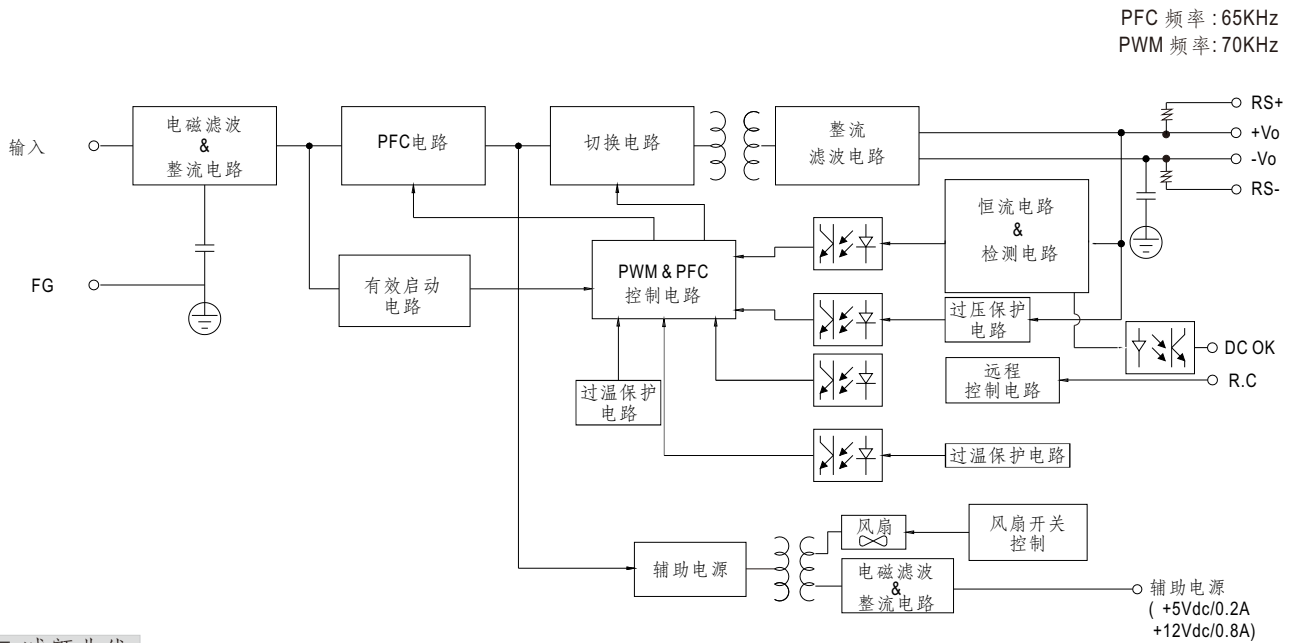 PFC 频率 : 65KHz
PWM 频率: 70KHz
输入
电磁滤波
&
整流电路
PFC电路
切换电路
整流
滤波电路
RS+
+Vo
-Vo
RS-
FG
有效启动
电路
PWM & PFC
控制电路
恒流电路
&
检测电路
过压保护
电路
DC OK
远程
控制电路
R.C
过温保护
电路
过温保护电路
辅助电源
风扇
风扇开关
控制
电磁滤波
&
整流电路
辅助电源
( +5Vdc/0.2A
+12Vdc/0.8A)